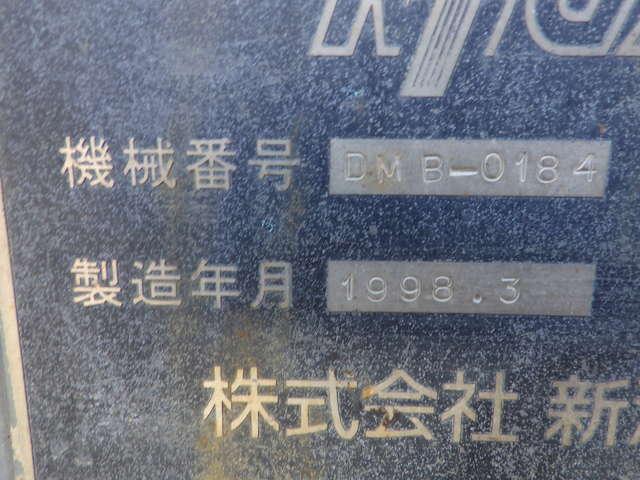 機械番号 DMB-0184
製造年月 1998.3
株式会社 新